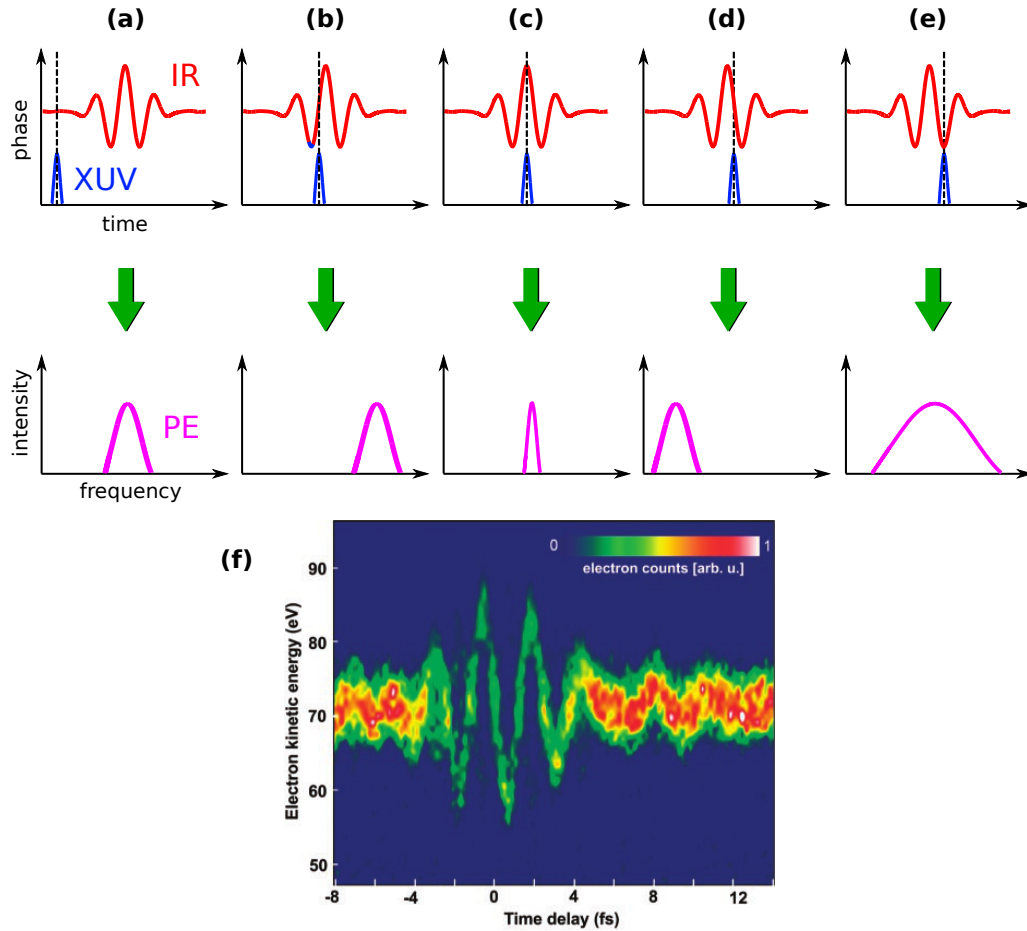 (a) (b) (c) (d) (e)
IR
phase
XUV
time
intensity
PE
frequency
(f)
0 1
electron counts [arb. u.]
Electron kinetic energy (eV)
90
80
70
60
50
-8 -4 0 4 8 12
Time delay (fs)